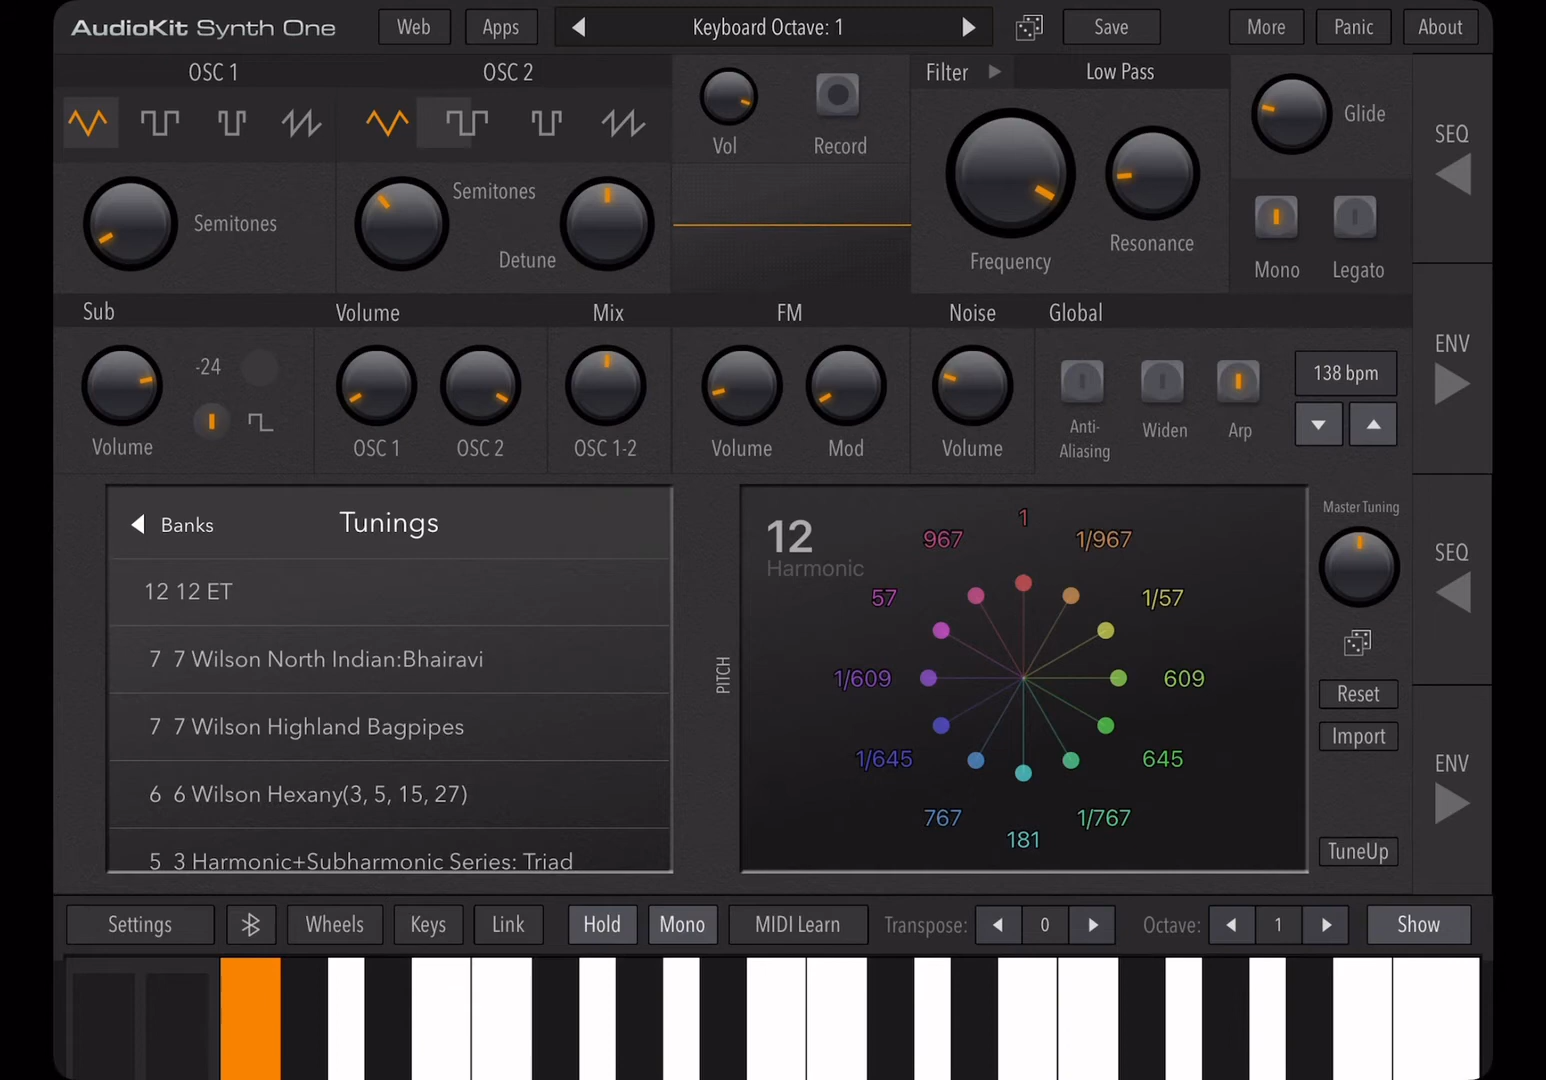 AudioKit Synth One
Web
Apps
Keyboard Octave: 1
Save
More
Panic
About
OSC 1
OSC 2
Vol
Record
Filter
Low Pass
Glide
SEQ
Semitones
Semitones
Detune
Frequency
Resonance
Mono
Legato
Sub
Volume
Mix
FM
Noise
Global
ENV
-24
138 bpm
Volume
OSC 1
OSC 2
OSC 1-2
Volume
Mod
Volume
Anti-
Aliasing
Widen
Arp
Banks
Tunings
12 12 ET
7 7 Wilson North Indian:Bhairavi
7 7 Wilson Highland Bagpipes
6 6 Wilson Hexany(3, 5, 15, 27)
5 3 Harmonic+Subharmonic Series: Triad
PITCH
12
Harmonic
1
1/967
1/57
609
645
1/767
181
767
1/645
1/609
57
967
Master Tuning
Reset
Import
TuneUp
SEQ
ENV
Settings
Wheels
Keys
Link
Hold
Mono
MIDI Learn
Transpose:
0
Octave:
1
Show